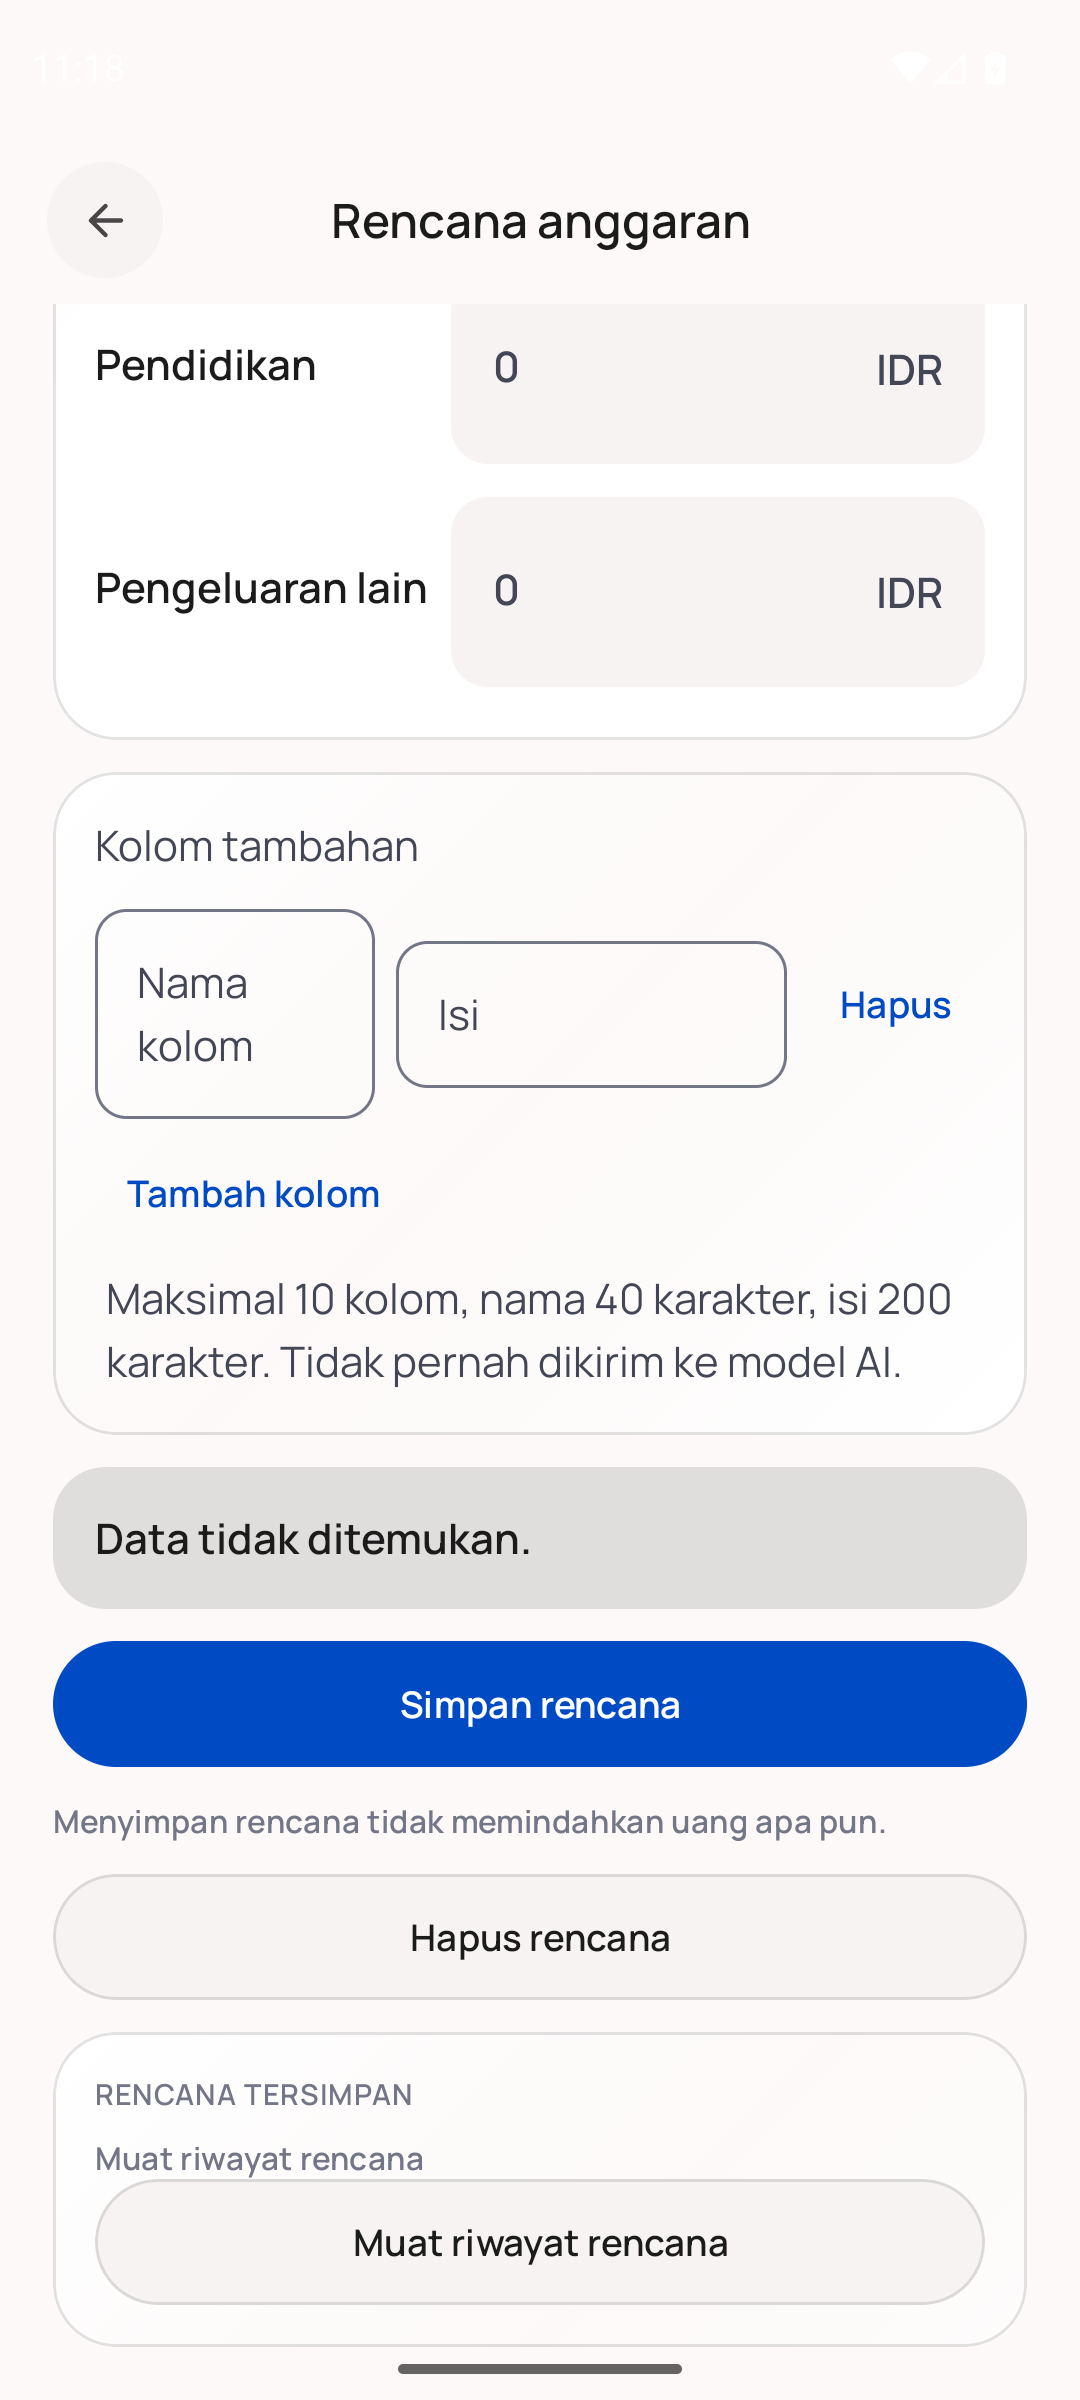 11:18
Rencana anggaran
Pendidikan
0
IDR
Pengeluaran lain
0
IDR
Kolom tambahan
Nama
kolom
Isi
Hapus
Tambah kolom
Maksimal 10 kolom, nama 40 karakter, isi 200
karakter. Tidak pernah dikirim ke model AI.
Data tidak ditemukan.
Simpan rencana
Menyimpan rencana tidak memindahkan uang apa pun.
Hapus rencana
RENCANA TERSIMPAN
Muat riwayat rencana
Muat riwayat rencana